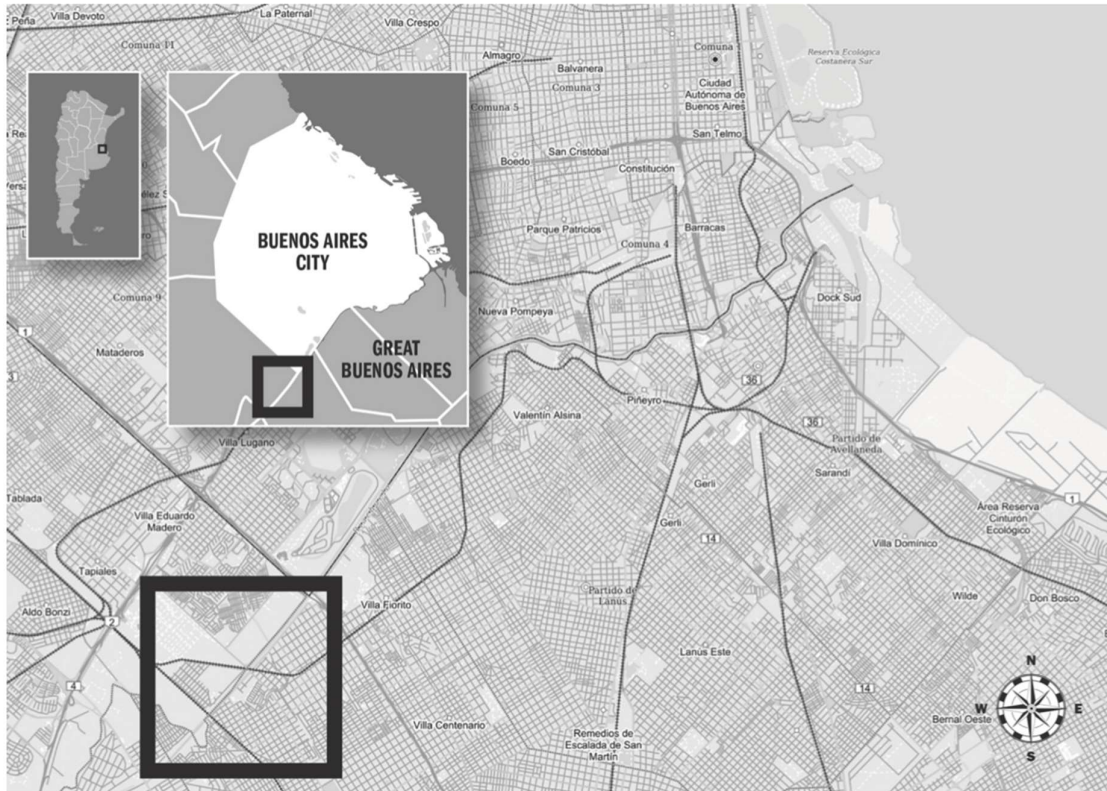 Peña
Villa Devoto
La Paternal
Villa Crespo
Comuna 11
Almagro
Balvanera
Comuna 3
Comuna 5
Comuna 1
Reserva Ecológica
Costanera Sur
Ciudad
Autónoma de
Buenos Aires
San Telmo
San Cristóbal
Boedo
Constitución
Parque Patricios
Barracas
Comuna 4
BUENOS AIRES
CITY
GREAT
BUENOS AIRES
Comuna 9
1
Mataderos
3
Nueva Pompeya
Dock Sud
36
Piñeyro
Valentín Alsina
36
Partido de
Avellaneda
Villa Lugano
Sarandí
Gerli
1
Tablada
Villa Eduardo
Madero
Área Reserva
Cinturón
Ecológico
Gerli
14
Villa Domínico
Tapiales
Aldo Bonzi
2
Villa Fiorito
Partido de
Lanús
Wilde
Don Bosco
Lanús Este
4
14
N
W
E
S
Bernal Oeste
Villa Centenario
Remedios de
Escalada de San
Martín